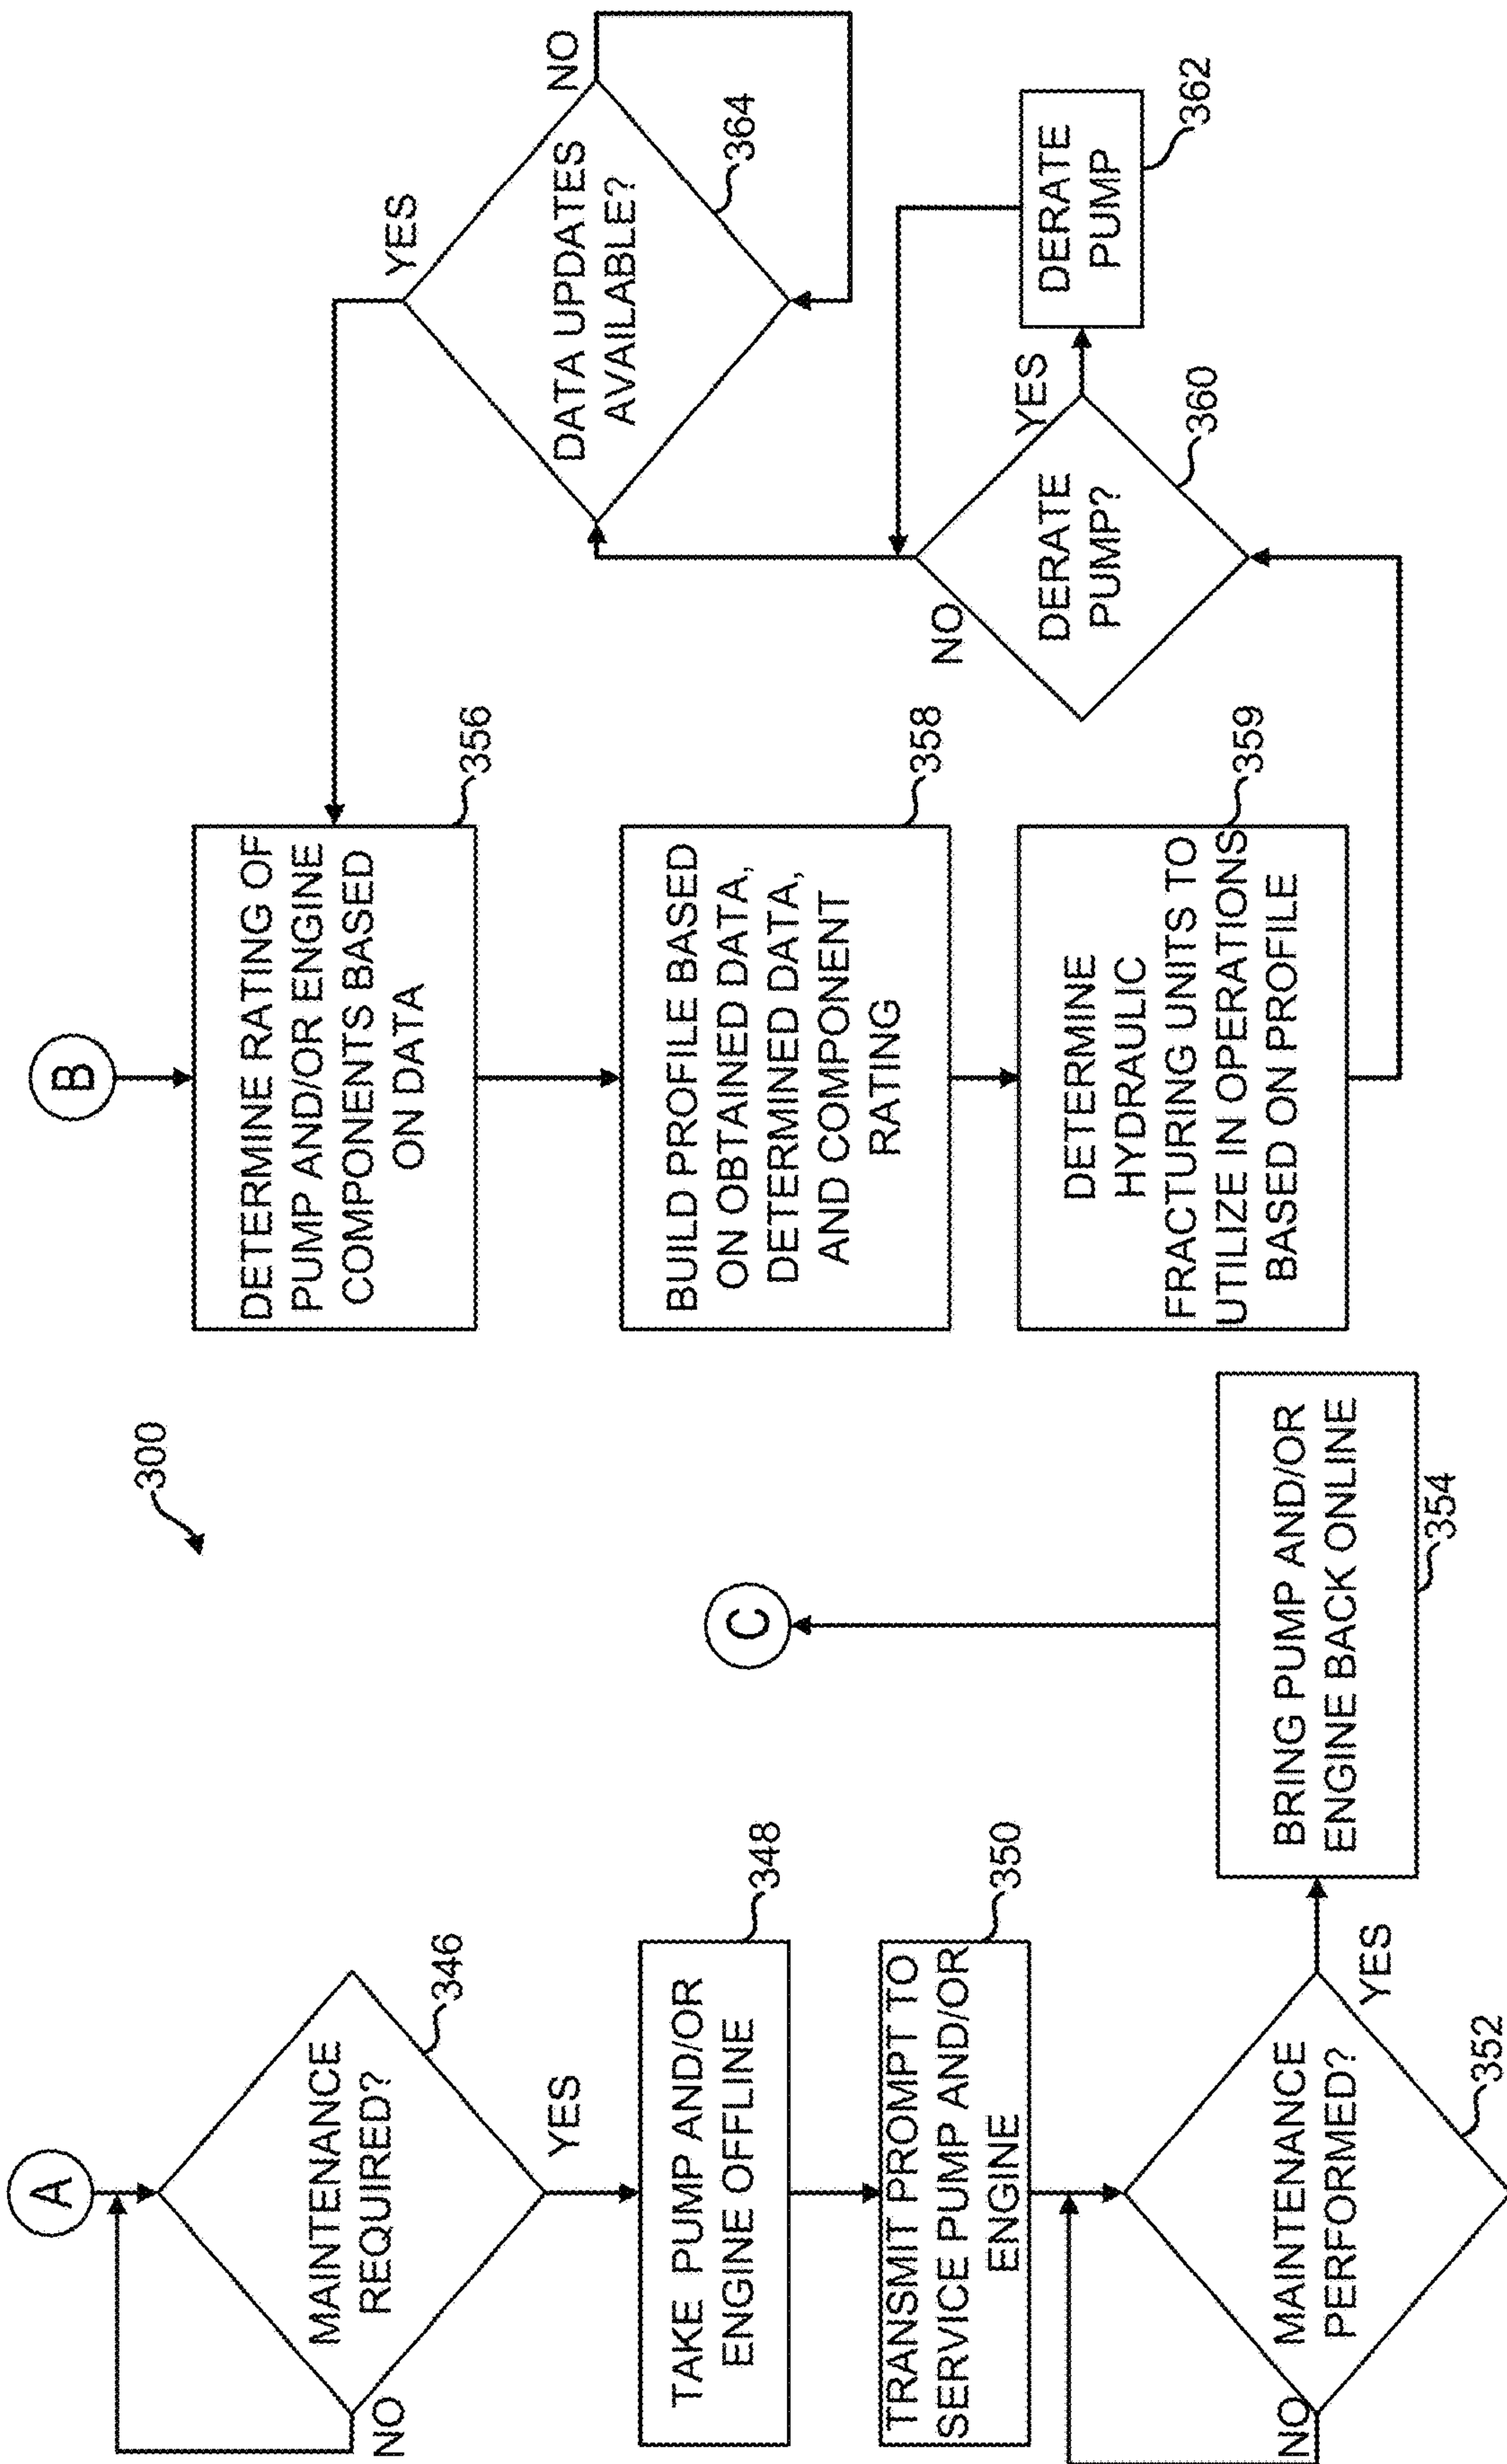 300
A
MAINTENANCE
REQUIRED?
346
NO
YES
TAKE PUMP AND/OR
ENGINE OFFLINE
348
TRANSMIT PROMPT TO
SERVICE PUMP AND/OR
ENGINE
350
MAINTENANCE
PERFORMED?
352
NO
YES
BRING PUMP AND/OR
ENGINE BACK ONLINE
354
C
B
DETERMINE RATING OF
PUMP AND/OR ENGINE
COMPONENTS BASED
ON DATA
356
BUILD PROFILE BASED
ON OBTAINED DATA,
DETERMINED DATA,
AND COMPONENT
RATING
358
DETERMINE
HYDRAULIC
FRACTURING UNITS TO
UTILIZE IN OPERATIONS
BASED ON PROFILE
359
DERATE
PUMP?
360
NO
YES
DERATE
PUMP
362
DATA UPDATES
AVAILABLE?
364
YES
NO